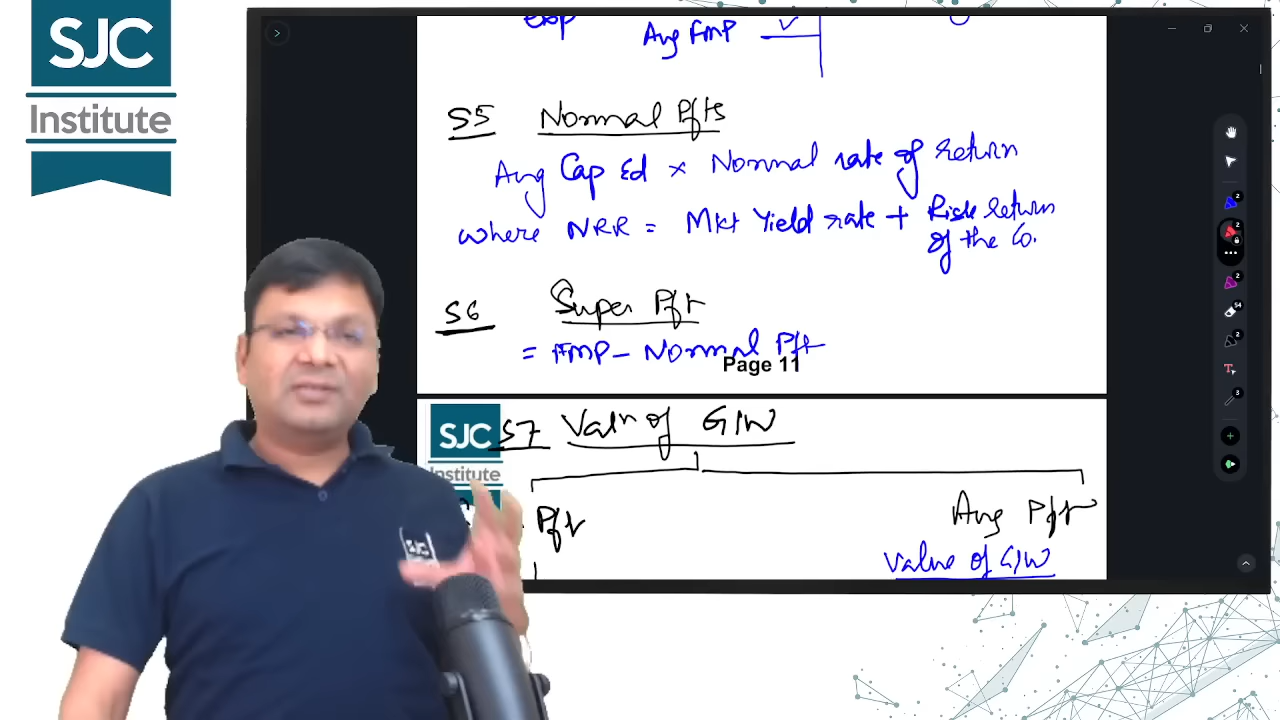 SJC
Institute
Avg FMP
S5 Normal Pfts
Avg Cap Ed × Normal rate of return
where NRR = Mkt Yield rate + Risk return
of the Co.
S6 Super Pft
= FMP - Normal Pft
Page 11
SJC
Institute
S7 Valn of G/W
Pft
Avg Pft
Value of G/W
SJC